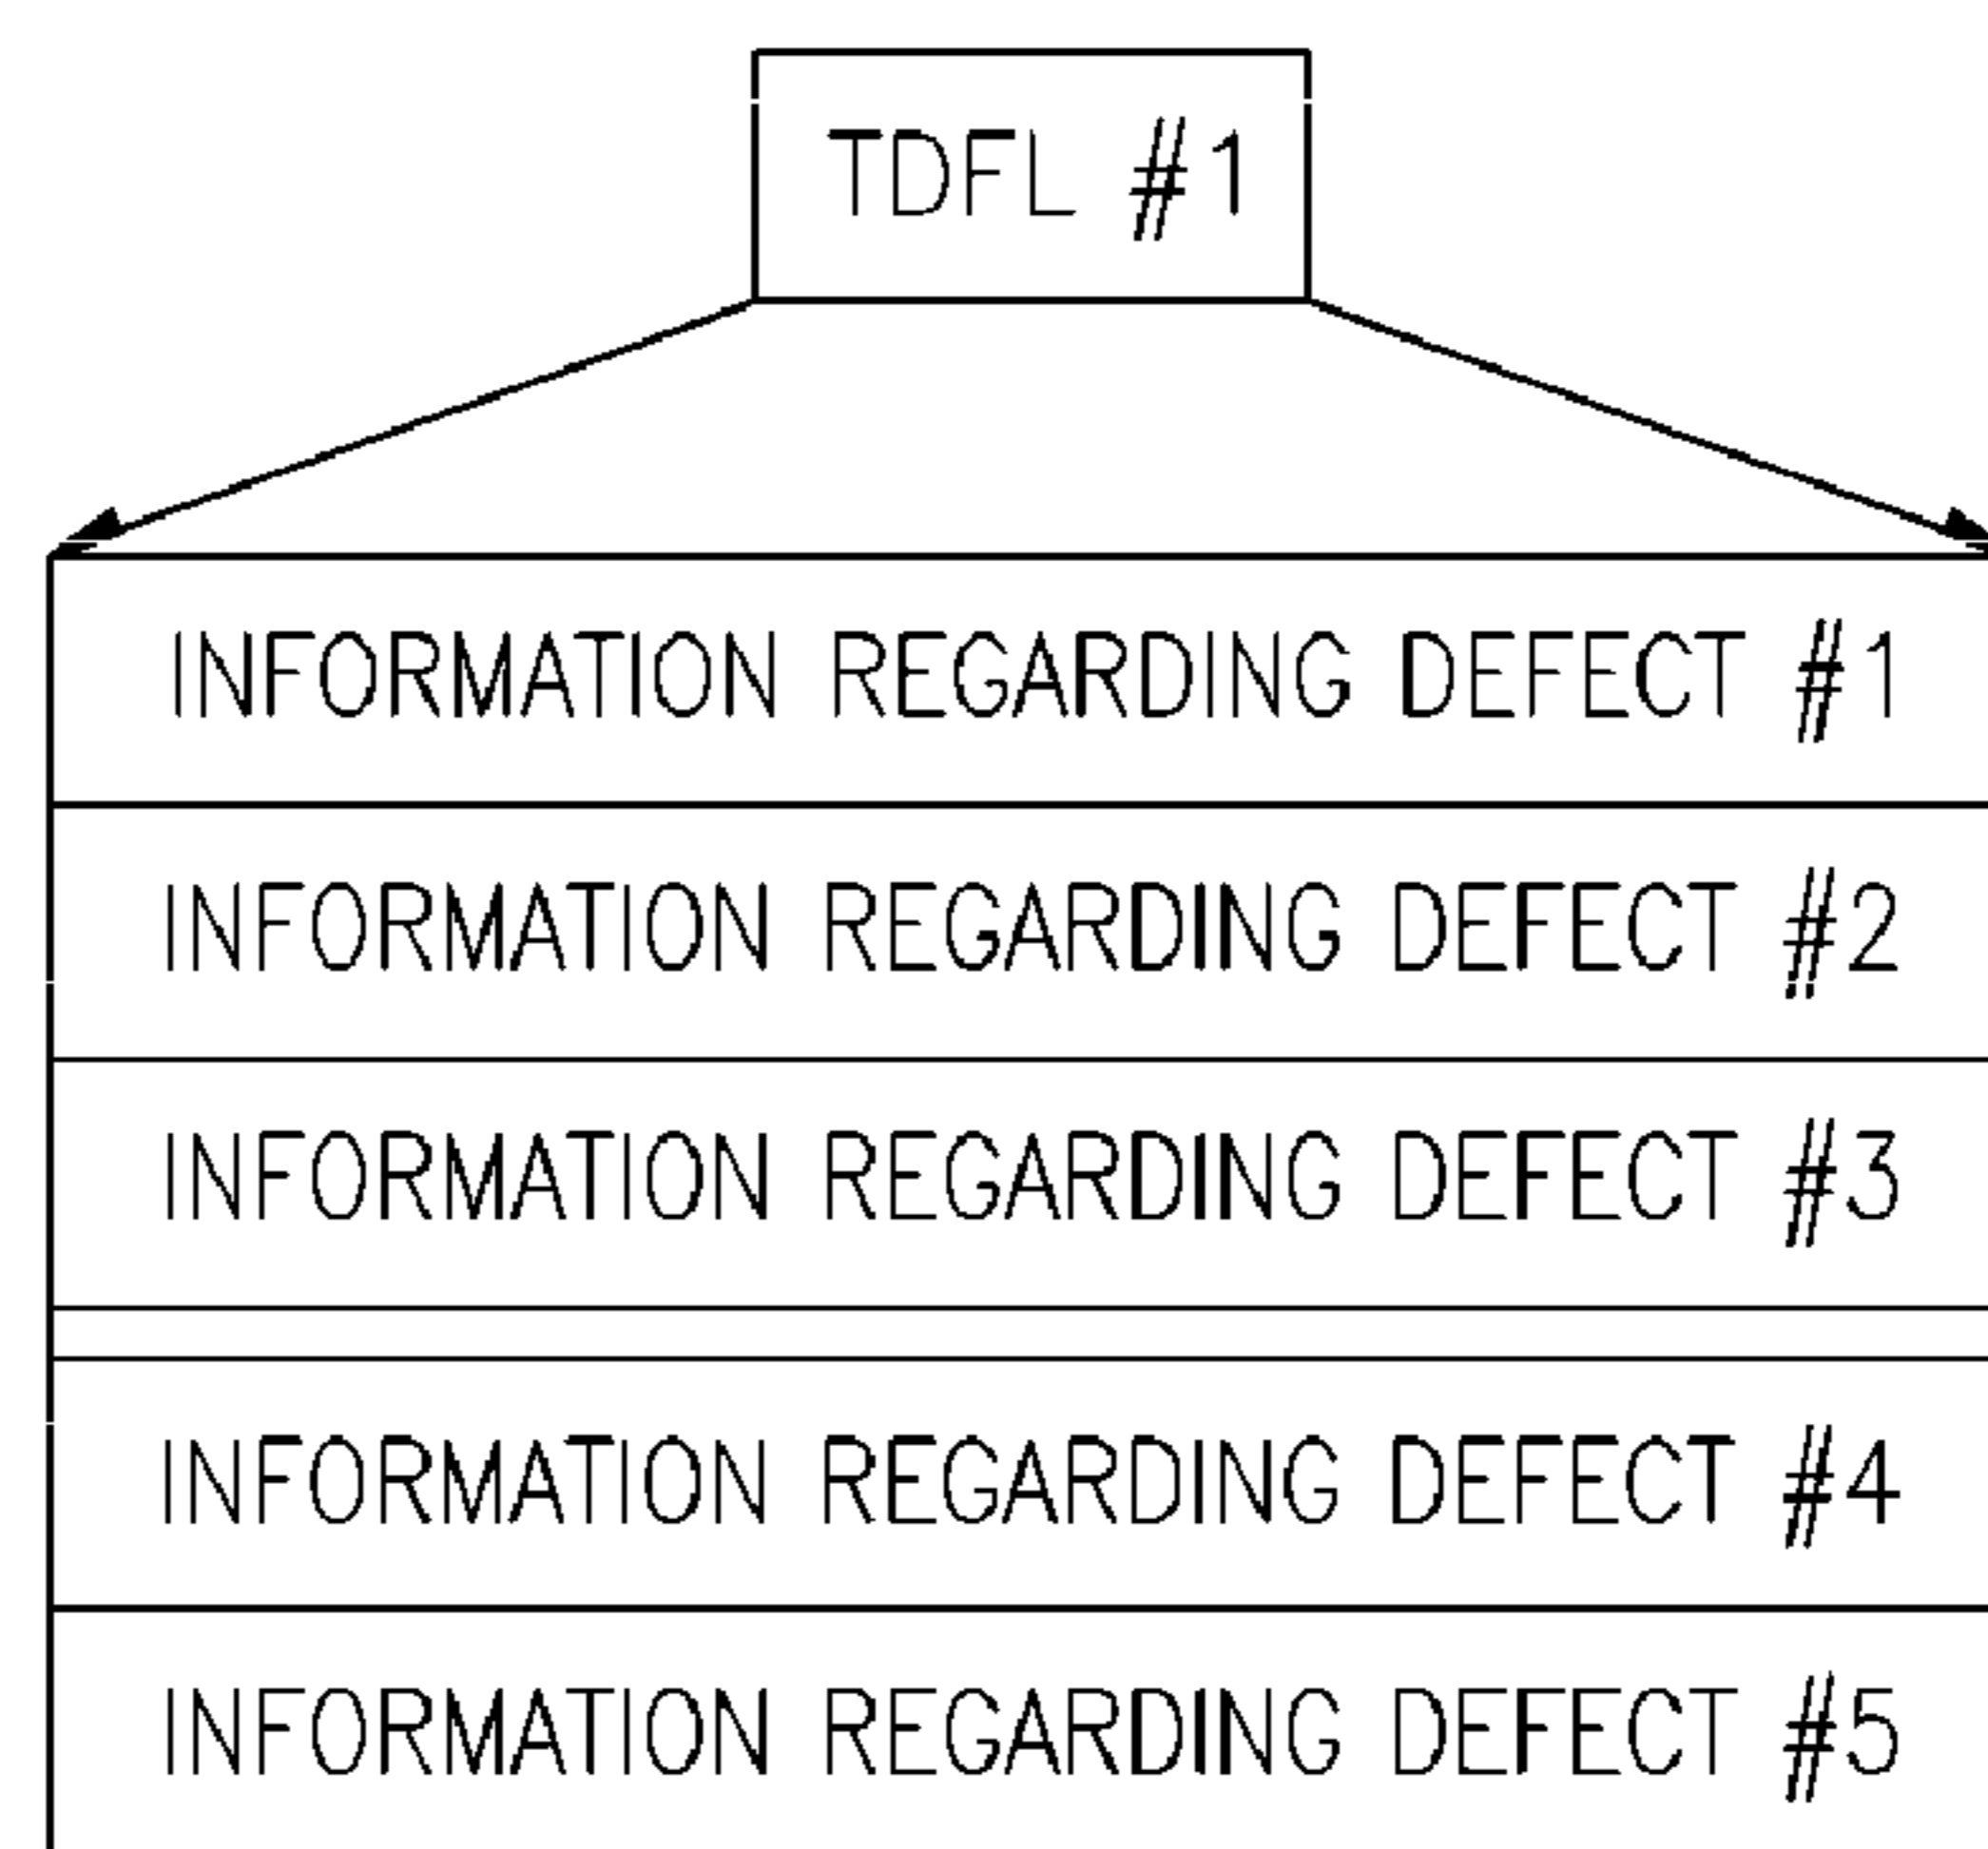 TDFL #1
INFORMATION REGARDING DEFECT #1
INFORMATION REGARDING DEFECT #2
INFORMATION REGARDING DEFECT #3
INFORMATION REGARDING DEFECT #4
INFORMATION REGARDING DEFECT #5